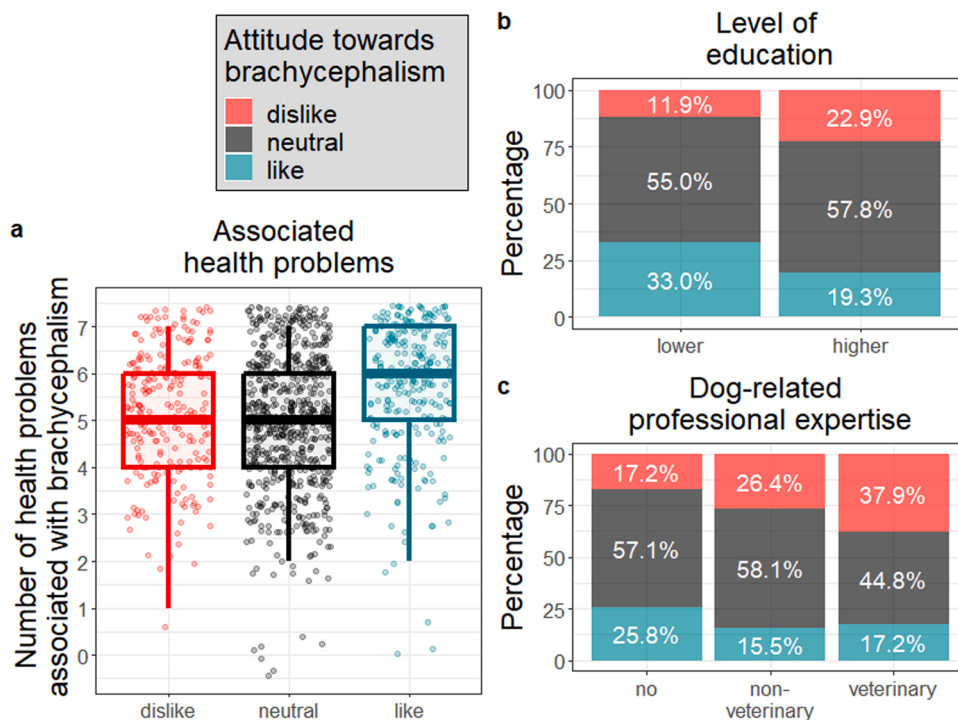 Attitude towards
brachycephalism
dislike
neutral
like
a
Associated
health problems
Number of health problems
associated with brachycephalism
7
6
5
4
3
2
1
0
dislike neutral like
b
Level of
education
Percentage
100
75
50
25
0
11.9% 22.9%
55.0% 57.8%
33.0% 19.3%
lower higher
c
Dog-related
professional expertise
Percentage
100
75
50
25
0
17.2% 26.4% 37.9%
57.1% 58.1% 44.8%
25.8% 15.5% 17.2%
no non- veterinary
veterinary